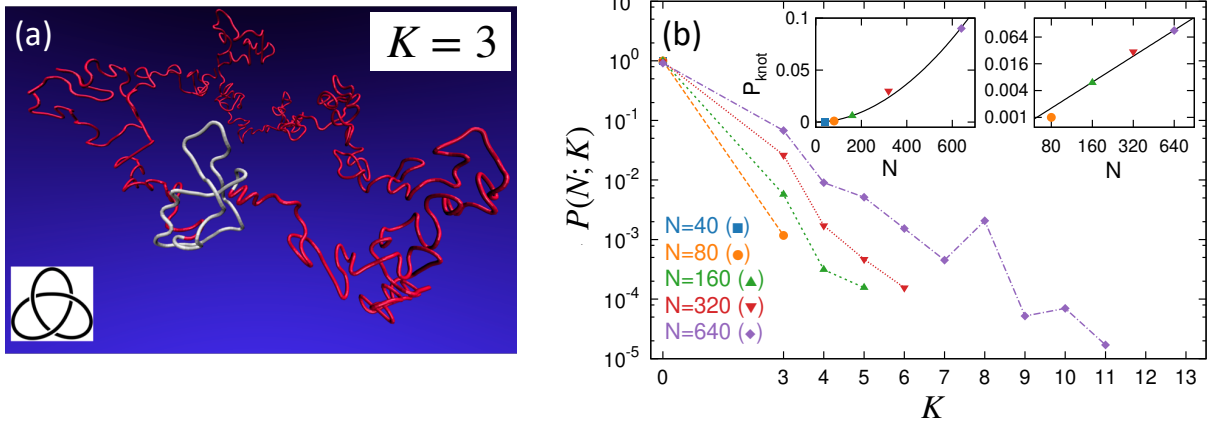 (a)
K = 3
(b)
10
10^0
10^-1
10^-2
10^-3
10^-4
10^-5
P(N; K)
0 3 4 5 6 7 8 9 10 11 12 13
K
N=40 (■)
N=80 (●)
N=160 (▲)
N=320 (▼)
N=640 (◆)
0.1
0.05
0
P_knot
0 200 400 600
N
0.064
0.016
0.004
0.001
80 160 320 640
N